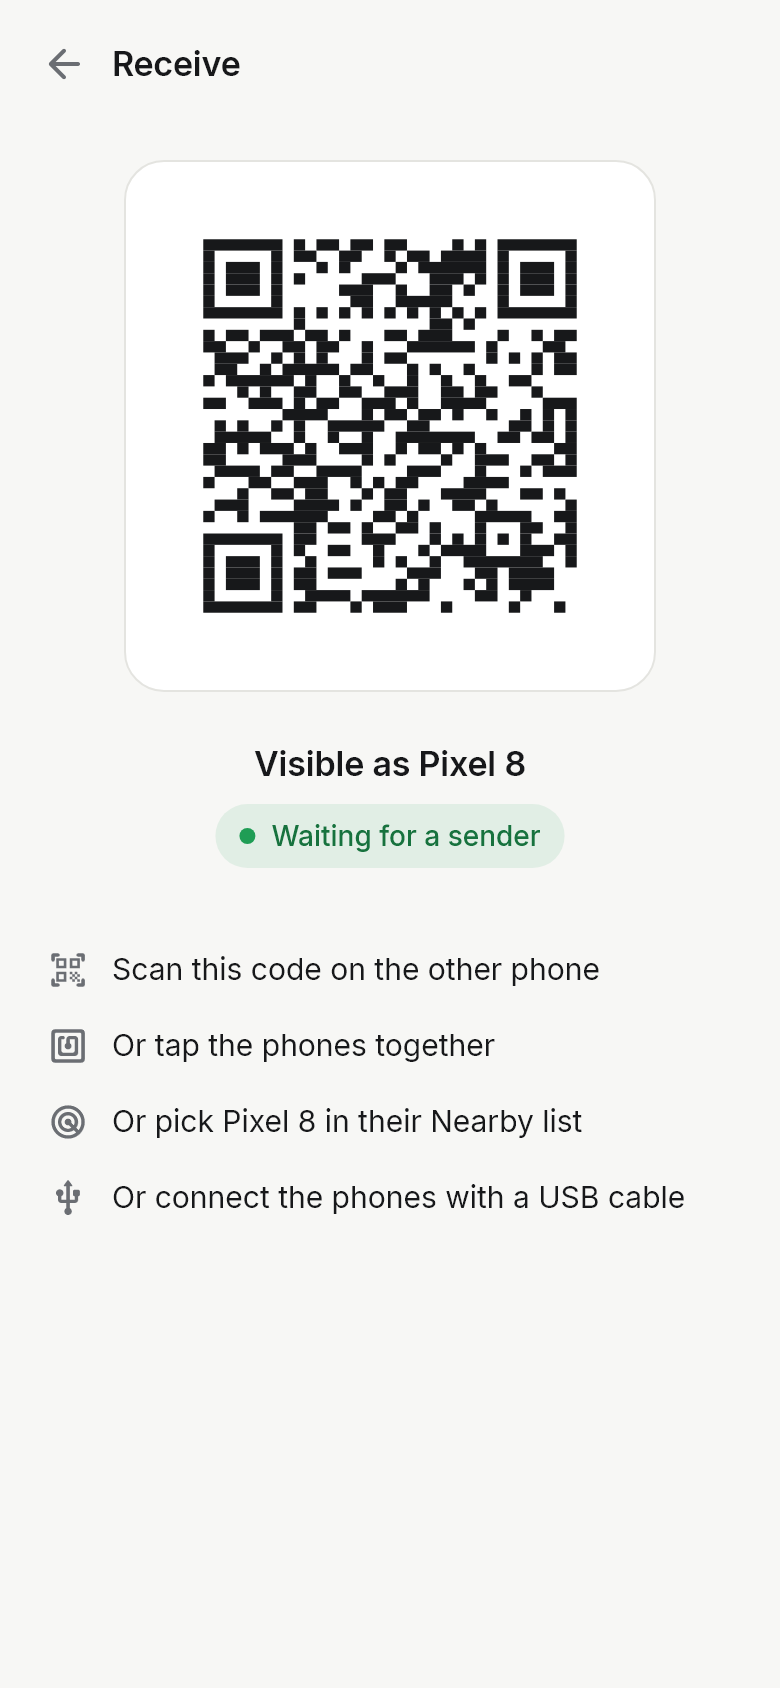 Receive
Visible as Pixel 8
Waiting for a sender
Scan this code on the other phone
Or tap the phones together
Or pick Pixel 8 in their Nearby list
Or connect the phones with a USB cable